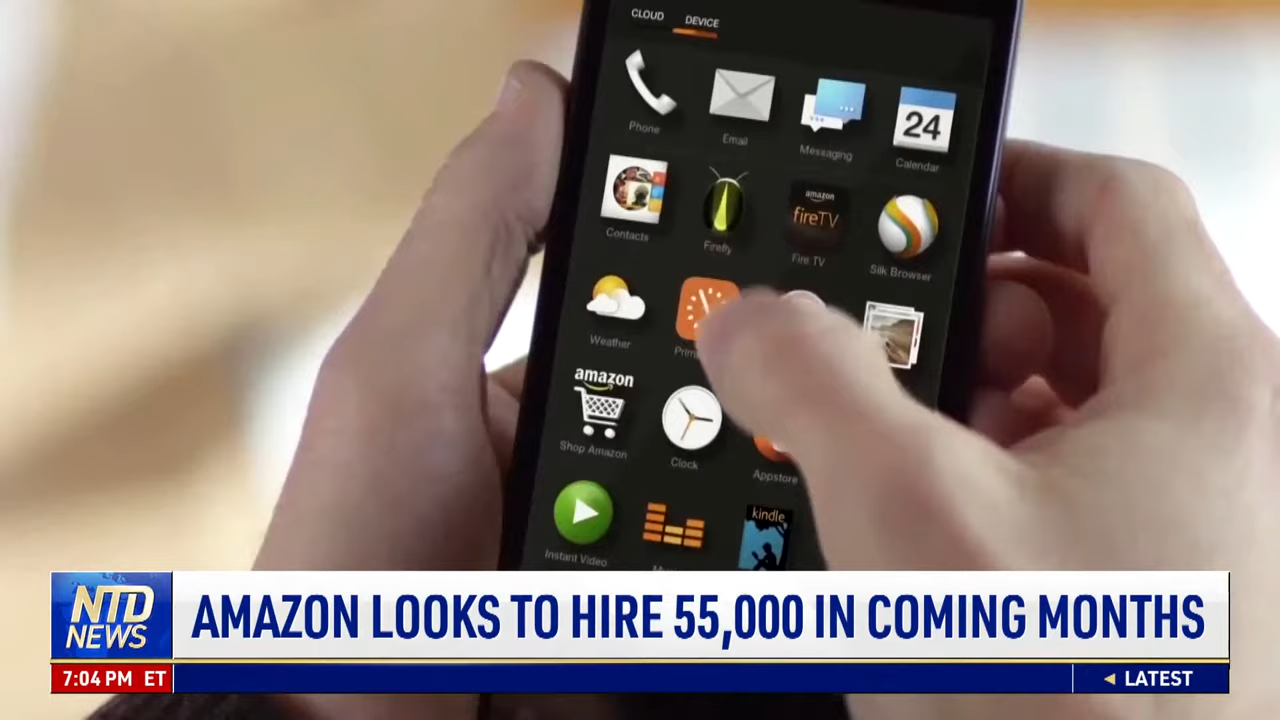 CLOUD DEVICE
Phone Email Messaging Calendar
24
Contacts Firefly Fire TV Silk Browser
amazon
fireTV
Weather
amazon
Shop Amazon Clock Appstore
Instant Video
kindle
NTD
NEWS
AMAZON LOOKS TO HIRE 55,000 IN COMING MONTHS
7:04 PM ET
LATEST